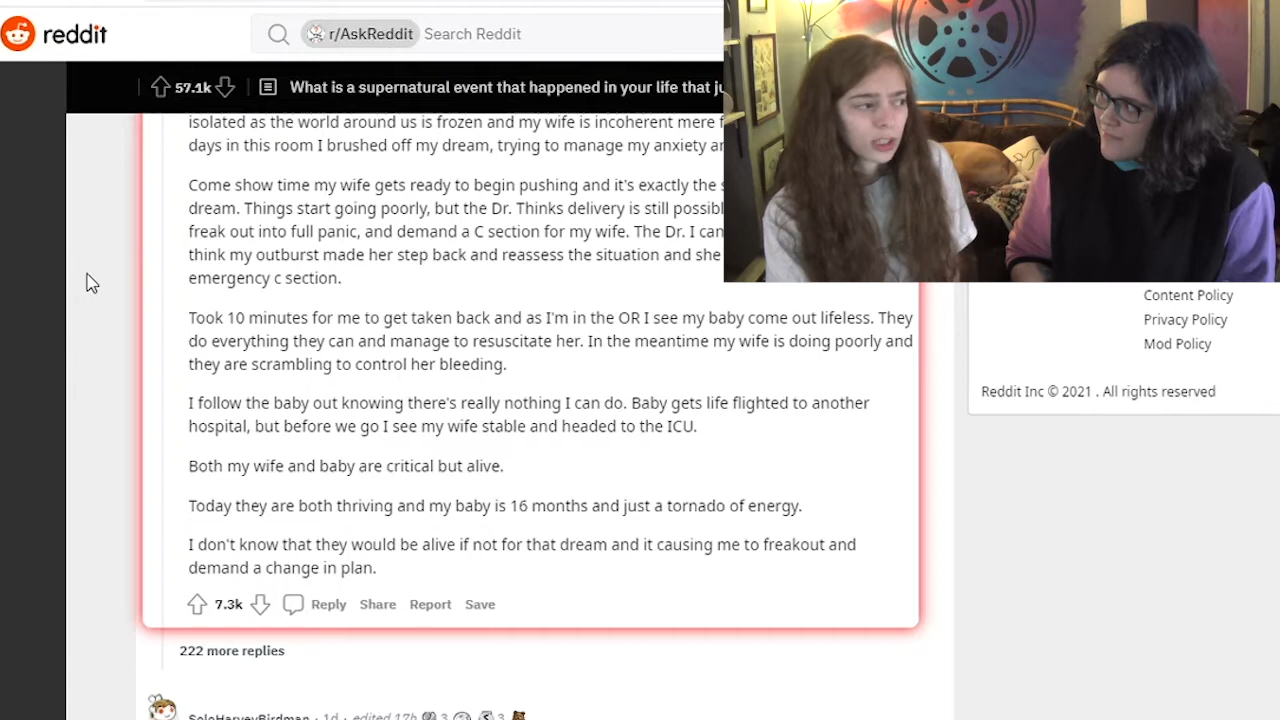 reddit
r/AskReddit Search Reddit
57.1k What is a supernatural event that happened in your life that ju
isolated as the world around us is frozen and my wife is incoherent mere
days in this room I brushed off my dream, trying to manage my anxiety
Come show time my wife gets ready to begin pushing and it's exactly the
dream. Things start going poorly, but the Dr. Thinks delivery is still possibl
freak out into full panic, and demand a C section for my wife. The Dr. I can
think my outburst made her step back and reassess the situation and she
emergency c section.
Took 10 minutes for me to get taken back and as I'm in the OR I see my baby come out lifeless. They
do everything they can and manage to resuscitate her. In the meantime my wife is doing poorly and
they are scrambling to control her bleeding.
I follow the baby out knowing there's really nothing I can do. Baby gets life flighted to another
hospital, but before we go I see my wife stable and headed to the ICU.
Both my wife and baby are critical but alive.
Today they are both thriving and my baby is 16 months and just a tornado of energy.
I don't know that they would be alive if not for that dream and it causing me to freakout and
demand a change in plan.
7.3k Reply Share Report Save
222 more replies
SoloHarveyBirdman · 1d · edited 17h 3 3
Content Policy
Privacy Policy
Mod Policy
Reddit Inc © 2021 . All rights reserved